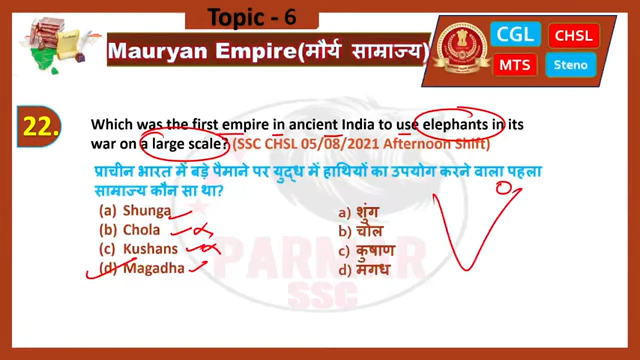 Topic - 6
Mauryan Empire(मौर्य साम्राज्य)
CGL
CHSL
MTS
Steno
22.
Which was the first empire in ancient India to use elephants in its
war on a large scale? (SSC CHSL 05/08/2021 Afternoon Shift)
प्राचीन भारत में बड़े पैमाने पर युद्ध में हाथियों का उपयोग करने वाला पहला
साम्राज्य कौन सा था?
(a) Shunga
(b) Chola
(c) Kushans
(d) Magadha
a) शुंग
b) चोल
c) कुषाण
d) मगध
PARMAR
SSC